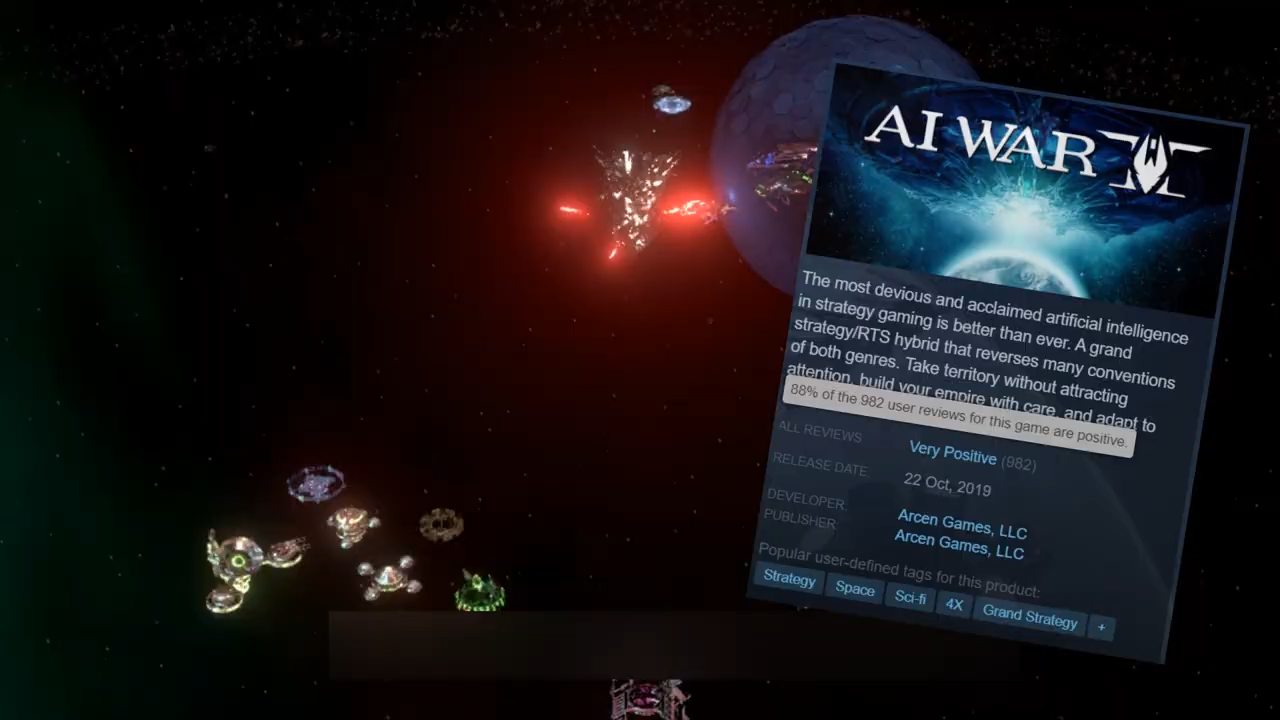 AI WAR II
The most devious and acclaimed artificial intelligence
in strategy gaming is better than ever. A grand
strategy/RTS hybrid that reverses many conventions
of both genres. Take territory without attracting
attention, build your empire with care, and adapt to
88% of the 982 user reviews for this game are positive.
ALL REVIEWS Very Positive (982)
RELEASE DATE: 22 Oct, 2019
DEVELOPER: Arcen Games, LLC
PUBLISHER: Arcen Games, LLC
Popular user-defined tags for this product:
Strategy Space Sci-fi 4X Grand Strategy +